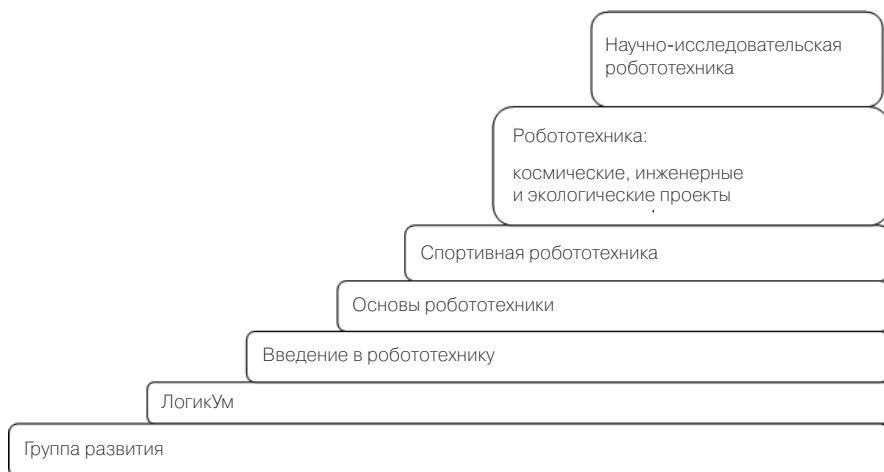 Научно-исследовательская
робототехника
Робототехника:
космические, инженерные
и экологические проекты
Спортивная робототехника
Основы робототехники
Введение в робототехнику
ЛогикУм
Группа развития